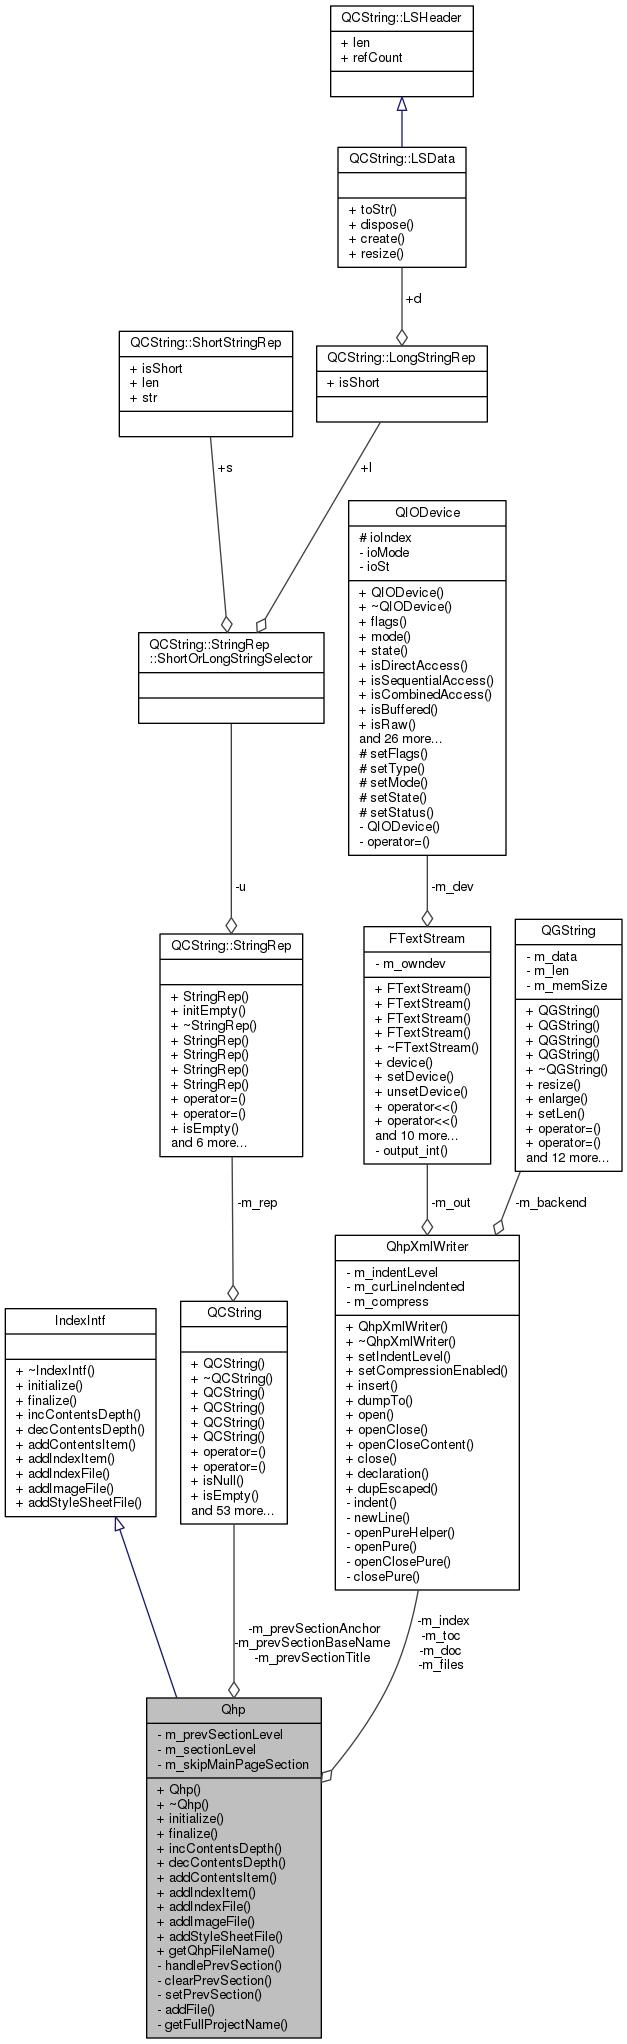 QCString::LSHeader
+ len
+ refCount
QCString::LSData
+ toStr()
+ dispose()
+ create()
+ resize()
+d
QCString::ShortStringRep
+ isShort
+ len
+ str
QCString::LongStringRep
+ isShort
+s
+l
QIODevice
# ioIndex
- ioMode
- ioSt
+ QIODevice()
+ ~QIODevice()
+ flags()
+ mode()
+ state()
+ isDirectAccess()
+ isSequentialAccess()
+ isCombinedAccess()
+ isBuffered()
+ isRaw()
and 26 more...
# setFlags()
# setType()
# setMode()
# setState()
# setStatus()
- QIODevice()
- operator=()
QCString::StringRep
::ShortOrLongStringSelector
-u
-m_dev
QCString::StringRep
+ StringRep()
+ initEmpty()
+ ~StringRep()
+ StringRep()
+ StringRep()
+ StringRep()
+ StringRep()
+ operator=()
+ operator=()
+ isEmpty()
and 6 more...
FTextStream
- m_owndev
+ FTextStream()
+ FTextStream()
+ FTextStream()
+ FTextStream()
+ ~FTextStream()
+ device()
+ setDevice()
+ unsetDevice()
+ operator<<()
+ operator<<()
and 10 more...
- output_int()
QGString
- m_data
- m_len
- m_memSize
+ QGString()
+ QGString()
+ QGString()
+ QGString()
+ ~QGString()
+ resize()
+ enlarge()
+ setLen()
+ operator=()
+ operator=()
and 12 more...
-m_rep
-m_out
-m_backend
IndexIntf
+ ~IndexIntf()
+ initialize()
+ finalize()
+ incContentsDepth()
+ decContentsDepth()
+ addContentsItem()
+ addIndexItem()
+ addIndexFile()
+ addImageFile()
+ addStyleSheetFile()
QCString
+ QCString()
+ ~QCString()
+ QCString()
+ QCString()
+ QCString()
+ QCString()
+ operator=()
+ operator=()
+ isNull()
+ isEmpty()
and 53 more...
QhpXmlWriter
- m_indentLevel
- m_curLineIndented
- m_compress
+ QhpXmlWriter()
+ ~QhpXmlWriter()
+ setIndentLevel()
+ setCompressionEnabled()
+ insert()
+ dumpTo()
+ open()
+ openClose()
+ openCloseContent()
+ close()
+ declaration()
+ dupEscaped()
- indent()
- newLine()
- openPureHelper()
- openPure()
- openClosePure()
- closePure()
-m_prevSectionAnchor
-m_prevSectionBaseName
-m_prevSectionTitle
-m_index
-m_toc
-m_doc
-m_files
Qhp
- m_prevSectionLevel
- m_sectionLevel
- m_skipMainPageSection
+ Qhp()
+ ~Qhp()
+ initialize()
+ finalize()
+ incContentsDepth()
+ decContentsDepth()
+ addContentsItem()
+ addIndexItem()
+ addIndexFile()
+ addImageFile()
+ addStyleSheetFile()
+ getQhpFileName()
- handlePrevSection()
- clearPrevSection()
- setPrevSection()
- addFile()
- getFullProjectName()